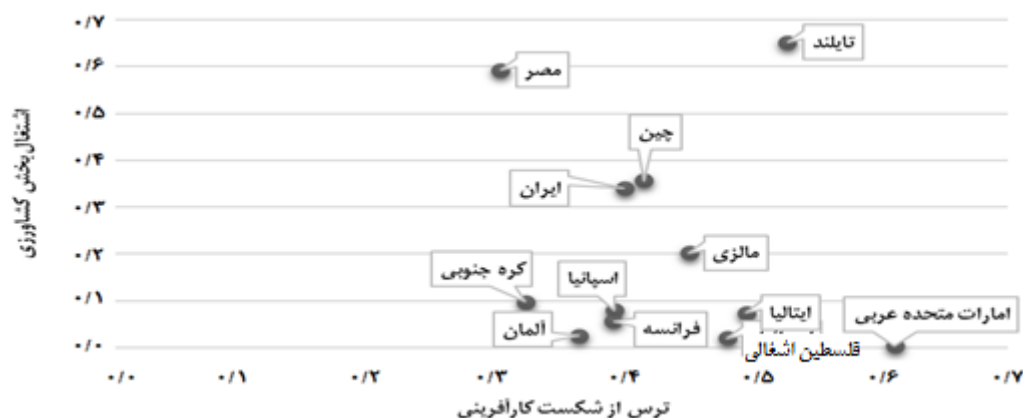 ۰/۷
۰/۶
۰/۵
۰/۴
۰/۳
۰/۲
۰/۱
۰/۰
اشتغال بخش کشاورزی
تایلند
مصر
چین
ایران
مالزی
کره جنوبی
اسپانیا
آلمان
فرانسه
ایتالیا
فلسطین اشغالی
امارات متحده عربی
۰/۰ ۰/۱ ۰/۲ ۰/۳ ۰/۴ ۰/۵ ۰/۶ ۰/۷
ترس از شکست کارآفرینی